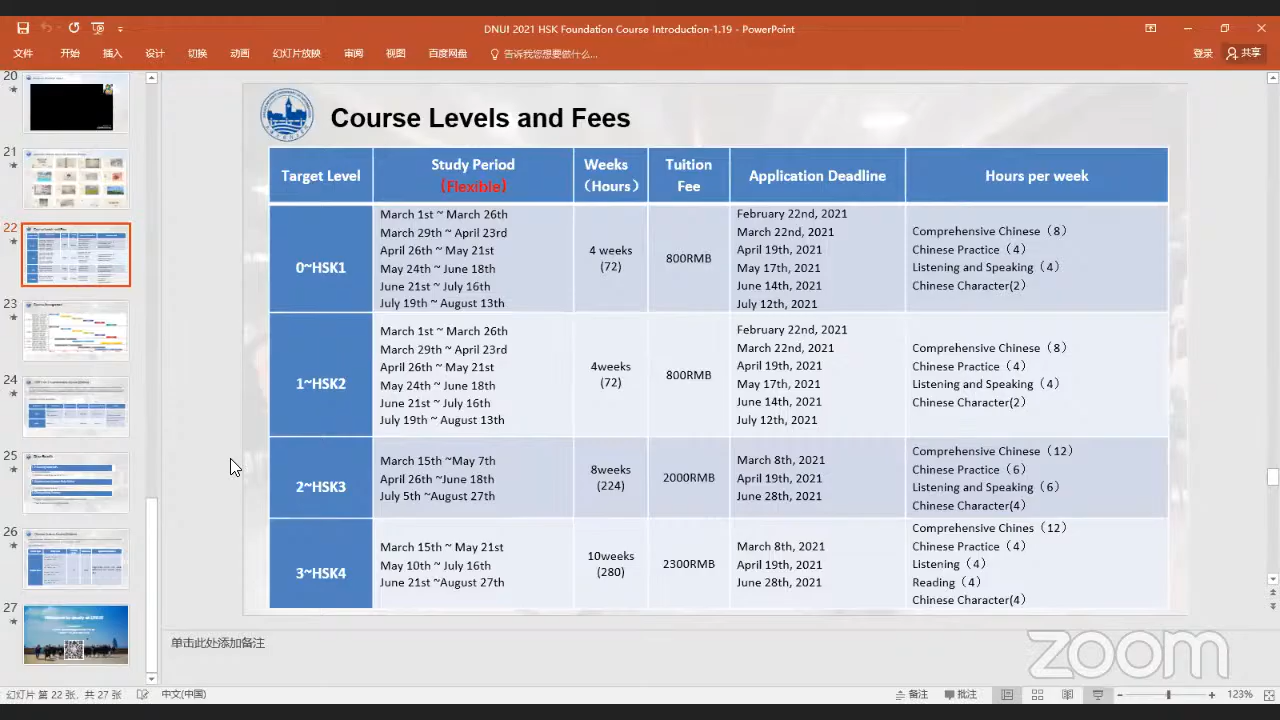 DNUI 2021 HSK Foundation Course Introduction-1.19 - PowerPoint
文件 开始 插入 设计 切换 动画 幻灯片放映 审阅 视图 百度网盘 告诉我您想要做什么... 登录 共享
20
21
22
23
24
25
26
27
Course Levels and Fees
Target Level
Study Period
(Flexible)
Weeks
(Hours)
Tuition
Fee
Application Deadline
Hours per week
0~HSK1
March 1st ~ March 26th
March 29th ~ April 23rd
April 26th ~ May 21st
May 24th ~ June 18th
June 21st ~ July 16th
July 19th ~ August 13th
4 weeks
(72)
800RMB
February 22nd, 2021
March 22nd, 2021
April 19th, 2021
May 17th, 2021
June 14th, 2021
July 12th, 2021
Comprehensive Chinese（8）
Chinese Practice（4）
Listening and Speaking（4）
Chinese Character(2）
1~HSK2
March 1st ~ March 26th
March 29th ~ April 23rd
April 26th ~ May 21st
May 24th ~ June 18th
June 21st ~ July 16th
July 19th ~ August 13th
4weeks
(72)
800RMB
February 22nd, 2021
March 22nd, 2021
April 19th, 2021
May 17th, 2021
June 14th, 2021
July 12th, 2021
Comprehensive Chinese（8）
Chinese Practice（4）
Listening and Speaking（4）
Chinese Character(2）
2~HSK3
March 15th ~May 7th
April 26th ~June 18th
July 5th ~August 27th
8weeks
(224)
2000RMB
March 8th, 2021
April 19th, 2021
June 28th, 2021
Comprehensive Chinese（12）
Chinese Practice（6）
Listening and Speaking（6）
Chinese Character(4）
3~HSK4
March 15th ~ May 21st
May 10th ~ July 16th
June 21st ~August 27th
10weeks
(280)
2300RMB
March 8th, 2021
April 19th, 2021
June 28th, 2021
Comprehensive Chines（12）
Chinese Practice（4）
Listening（4）
Reading（4）
Chinese Character(4）
单击此处添加备注
zoom
幻灯片 第 22 张，共 27 张 中文(中国) 备注 批注 123%